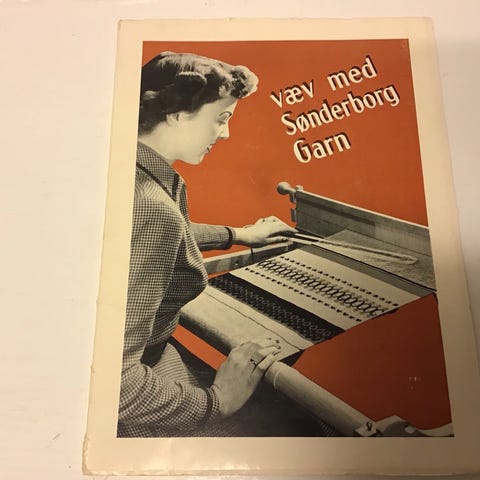 væv med
Sønderborg
Garn